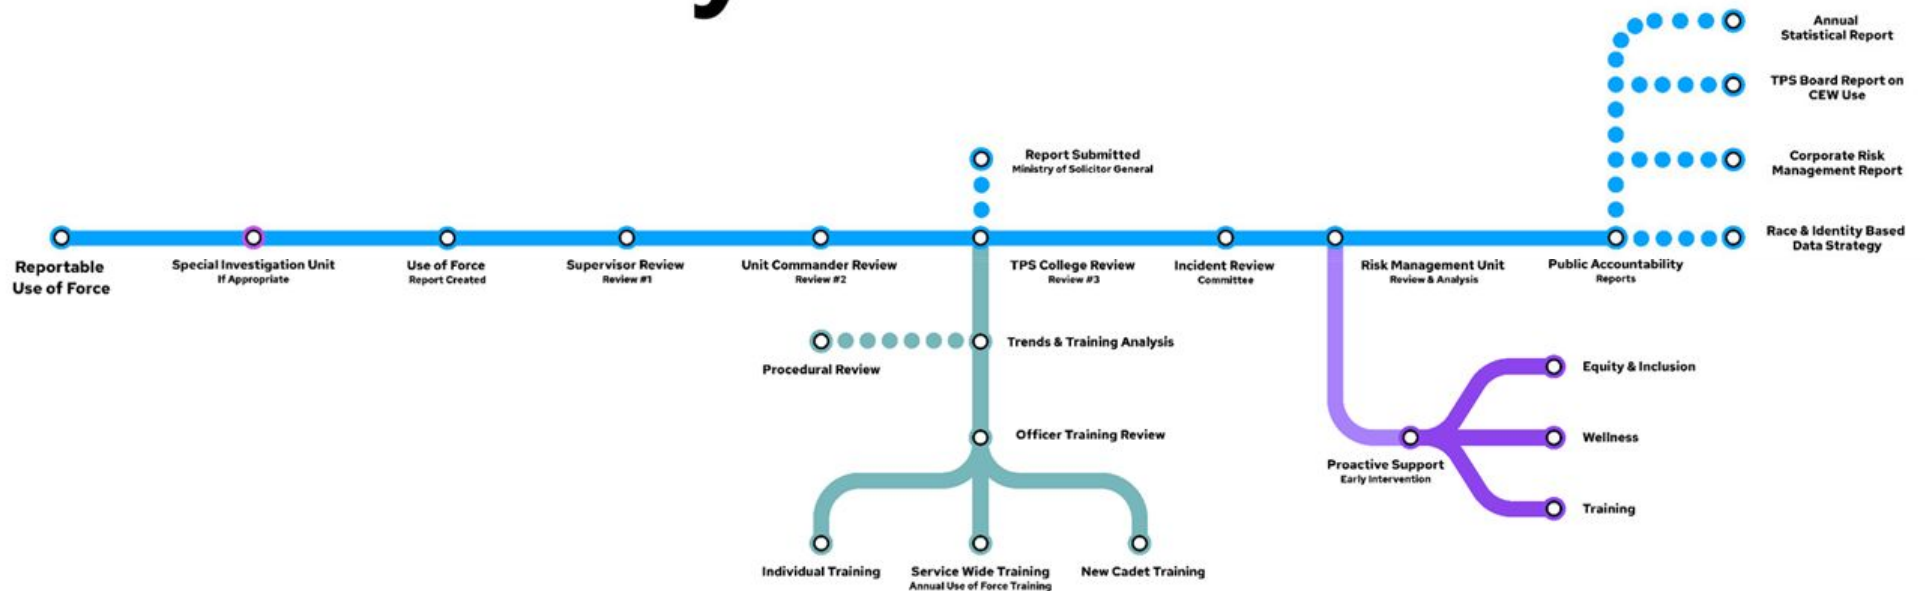 Annual
Statistical Report
TPS Board Report on
CEW Use
Report Submitted
Ministry of Solicitor General
Corporate Risk
Management Report
Reportable
Use of Force
Special Investigation Unit
If Appropriate
Use of Force
Report Created
Supervisor Review
Review #1
Unit Commander Review
Review #2
TPS College Review
Review #3
Incident Review
Committee
Risk Management Unit
Review & Analysis
Public Accountability
Reports
Race & Identity Based
Data Strategy
Trends & Training Analysis
Procedural Review
Officer Training Review
Individual Training
Service Wide Training
Annual Use of Force Training
New Cadet Training
Proactive Support
Early Intervention
Equity & Inclusion
Wellness
Training